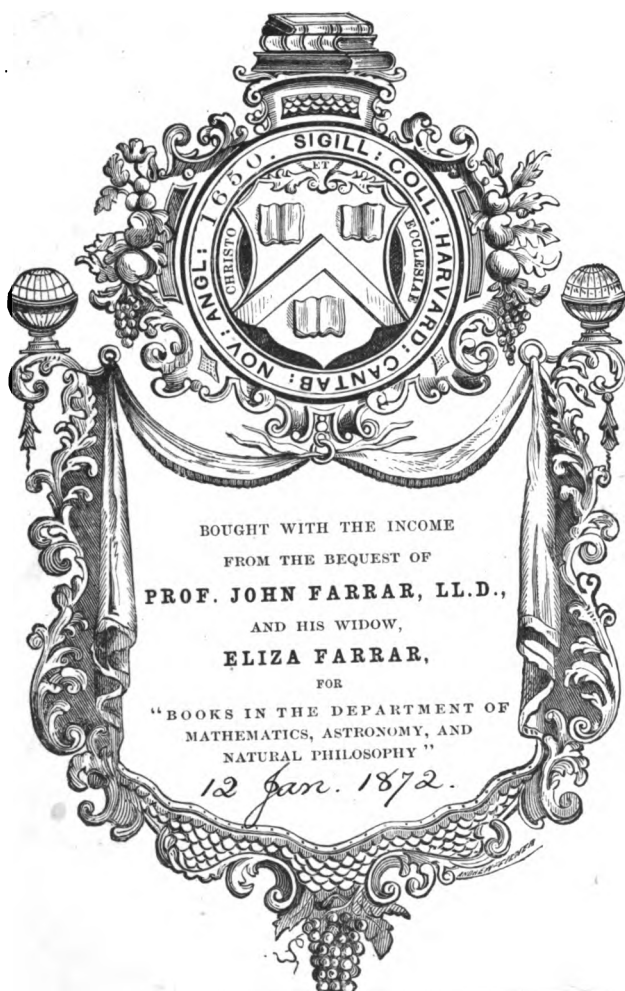 SIGILL: COLL: HARVARD: CANTAB: NOV: ANGL: 1650.
ET
CHRISTO
ECCLESIAE
BOUGHT WITH THE INCOME
FROM THE BEQUEST OF
PROF. JOHN FARRAR, LL.D.,
AND HIS WIDOW,
ELIZA FARRAR,
FOR
"BOOKS IN THE DEPARTMENT OF
MATHEMATICS, ASTRONOMY, AND
NATURAL PHILOSOPHY"
12 Jan. 1872.